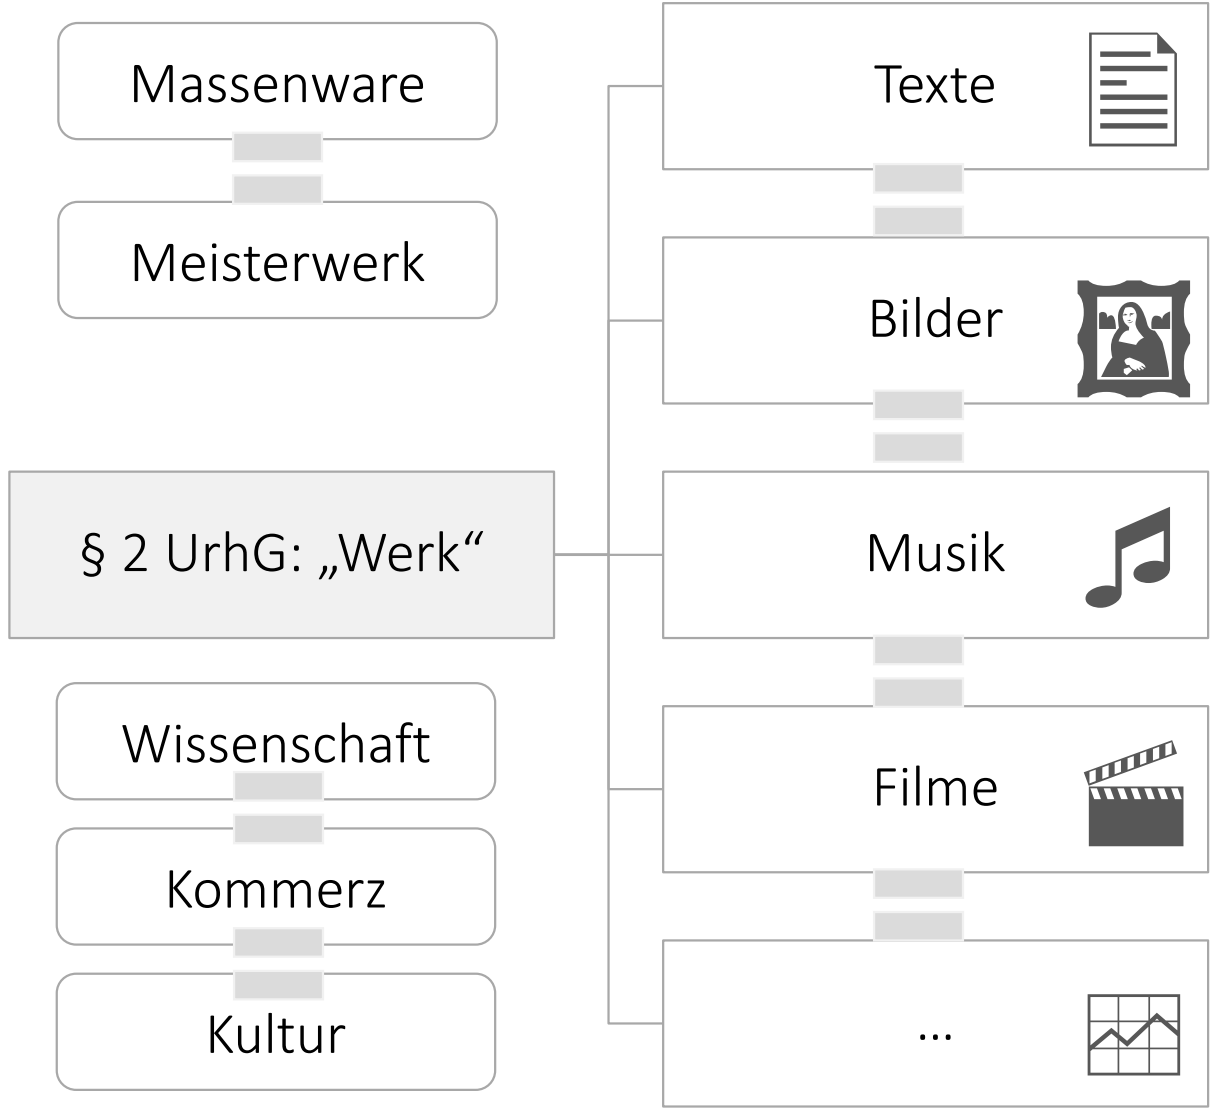 Massenware
Meisterwerk
§ 2 UrhG: „Werk“
Wissenschaft
Kommerz
Kultur
Texte
Bilder
Musik
Filme
...